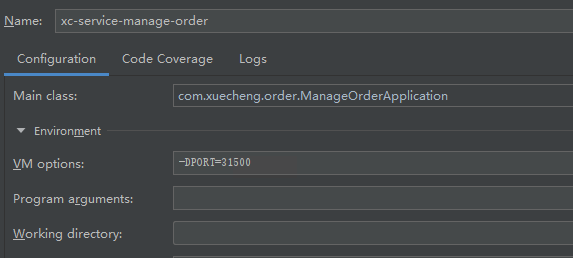 Name: xc-service-manage-order
Configuration Code Coverage Logs
Main class: com.xuecheng.order.ManageOrderApplication
Environment
VM options: -DPORT=31500
Program arguments:
Working directory: